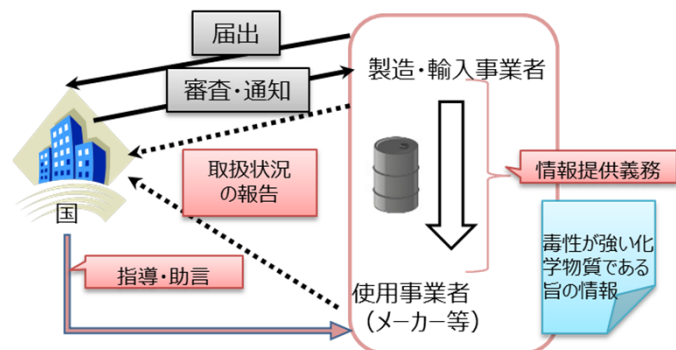 届出
審査・通知
製造・輸入事業者
取扱状況
の報告
情報提供義務
国
毒性が強い化
学物質である
旨の情報
指導・助言
使用事業者
（メーカー等）